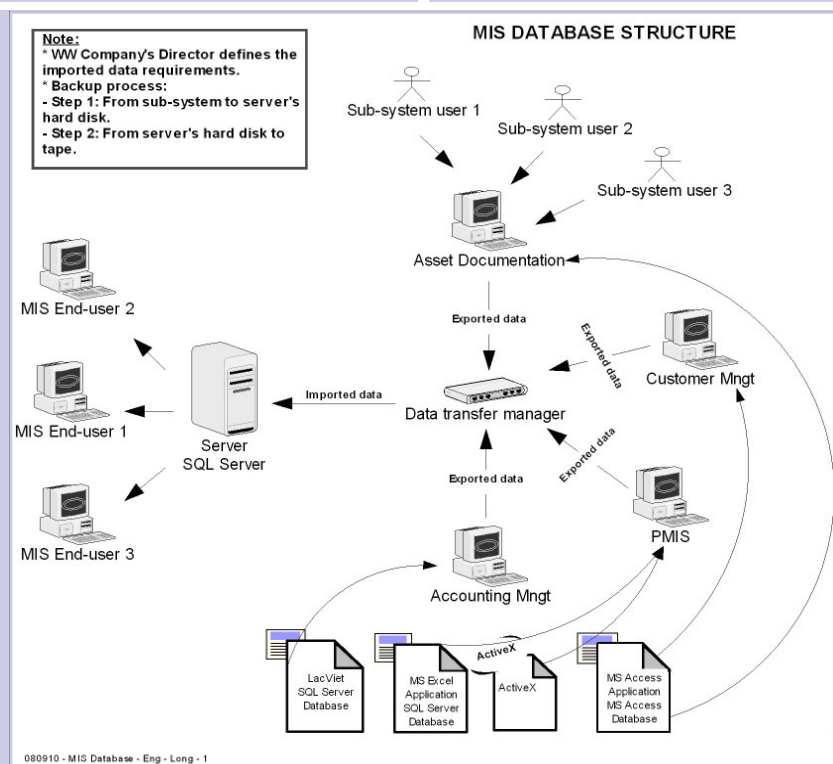 MIS DATABASE STRUCTURE
Note:
* WW Company's Director defines the
imported data requirements.
* Backup process:
- Step 1: From sub-system to server's
hard disk.
- Step 2: From server's hard disk to
tape.
Sub-system user 1
Sub-system user 2
Sub-system user 3
Asset Documentation
MIS End-user 2
Exported data
Exported data
Customer Mngt
Imported data
Data transfer manager
MIS End-user 1
Server
SQL Server
Exported data
Exported data
PMIS
MIS End-user 3
Accounting Mngt
ActiveX
LacViet
SQL Server
Database
MS Excel
Application
SQL Server
Database
ActiveX
MS Access
Application
MS Access
Database
080910 - MIS Database - Eng - Long - 1